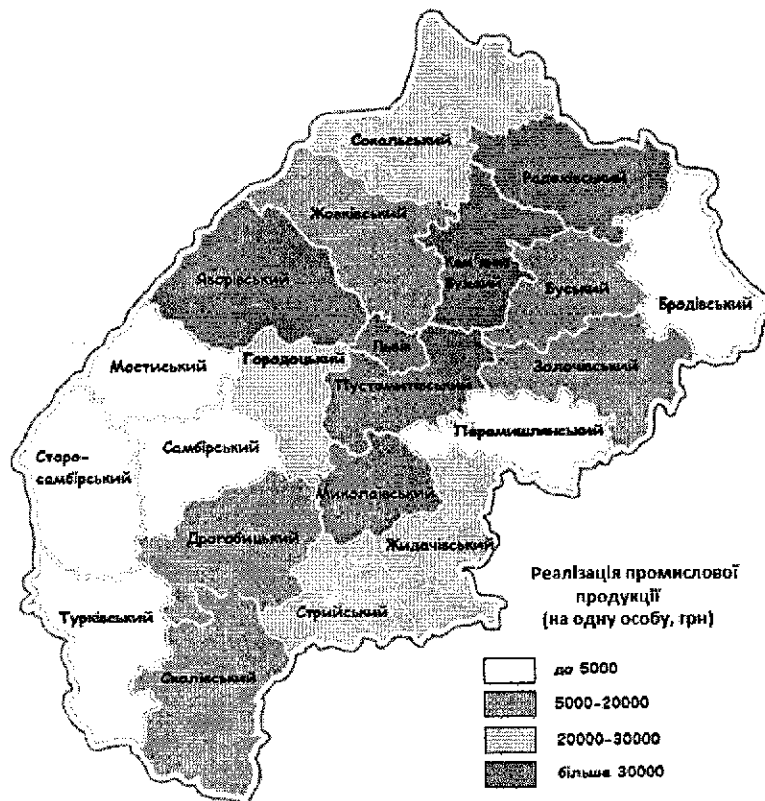 Сокальський
Радехівський
Жовківський
Яворівський
Кам'янка-
Бузький
Буський
Бродівський
Львів
Мостиський
Городоцький
Пустомитівський
Золочівський
Перемишлянський
Самбірський
Старо-
самбірський
Миколаївський
Дрогобицький
Жидачівський
Турківський
Стрийський
Сколівський
Реалізація промислової
продукції
(на одну особу, грн)
до 5000
5000-20000
20000-30000
більше 30000